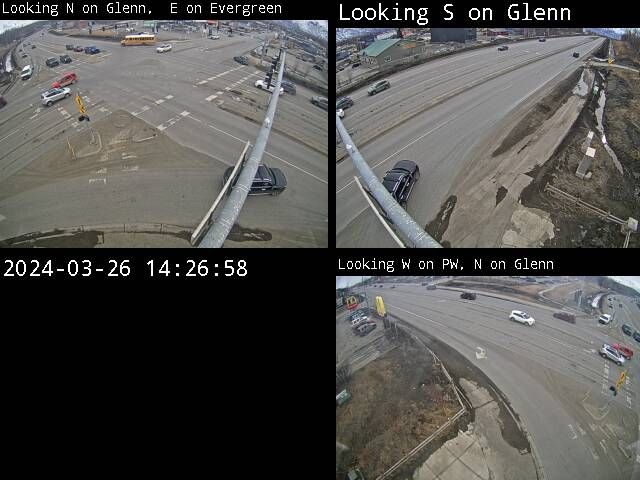 Looking N on Glenn,  E on Evergreen
Looking S on Glenn
2024-03-26 14:26:58
Looking W on PW, N on Glenn